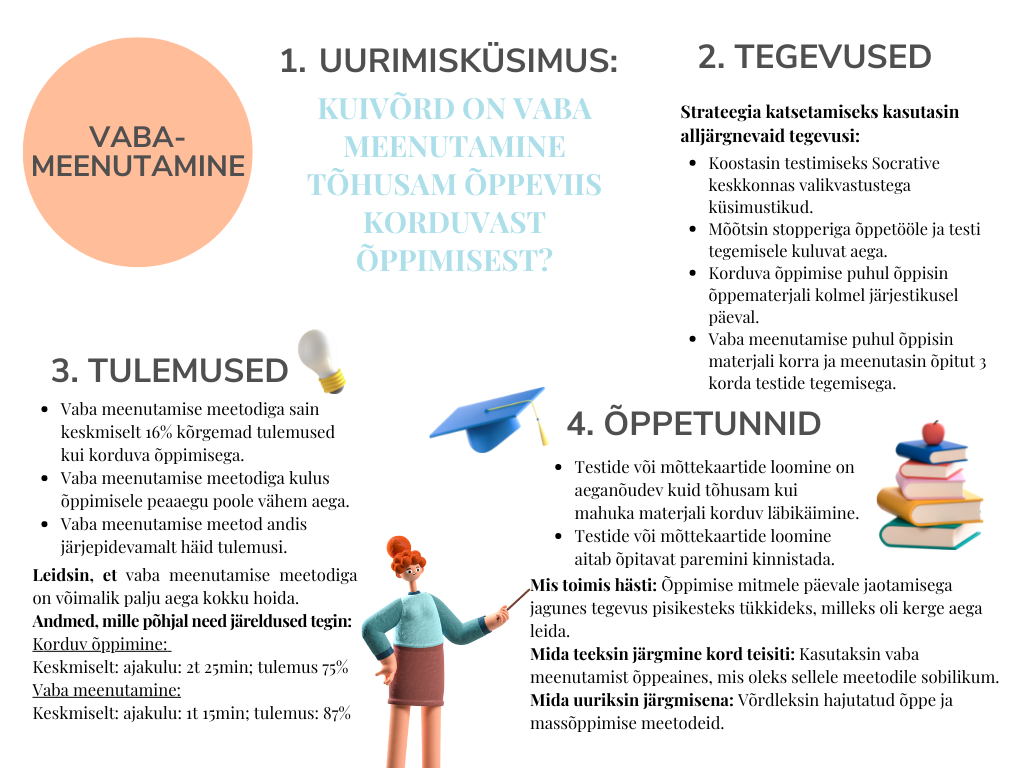 VABA-
MEENUTAMINE
1. UURIMISKÜSIMUS:
KUIVÕRD ON VABA
MEENUTAMINE
TÕHUSAM ÕPPEVIIS
KORDUVAST
ÕPPIMISEST?
2. TEGEVUSED
Strateegia katsetamiseks kasutasin
alljärgnevaid tegevusi:
• Koostasin testimiseks Socrative
keskkonnas valikvastustega
küsimustikud.
• Mõõtsin stopperiga õppetööle ja testi
tegemisele kuluvat aega.
• Korduva õppimise puhul õppisin
õppematerjali kolmel järjestikusel
päeval.
• Vaba meenutamise puhul õppisin
materjali korra ja meenutasin õpitut 3
korda testide tegemisega.
3. TULEMUSED
• Vaba meenutamise meetodiga sain
keskmiselt 16% kõrgemad tulemused
kui korduva õppimisega.
• Vaba meenutamise meetodiga kulus
õppimisele peaaegu poole vähem aega.
• Vaba meenutamise meetod andis
järjepidevamalt häid tulemusi.
Leidsin, et vaba meenutamise meetodiga
on võimalik palju aega kokku hoida.
Andmed, mille põhjal need järeldused tegin:
Korduv õppimine:
Keskmiselt: ajakulu: 2t 25min; tulemus 75%
Vaba meenutamine:
Keskmiselt: ajakulu: 1t 15min; tulemus: 87%
4. ÕPPETUNNID
• Testide või mõttekaartide loomine on
aeganõudev kuid tõhusam kui
mahuka materjali korduv läbikäimine.
• Testide või mõttekaartide loomine
aitab õpitavat paremini kinnistada.
Mis toimis hästi: Õppimise mitmele päevale jaotamisega
jagunes tegevus pisikesteks tükkideks, milleks oli kerge aega
leida.
Mida teeksin järgmine kord teisiti: Kasutaksin vaba
meenutamist õppeaines, mis oleks sellele meetodile sobilikum.
Mida uuriksin järgmisena: Võrdleksin hajutatud õppe ja
massõppimise meetodeid.